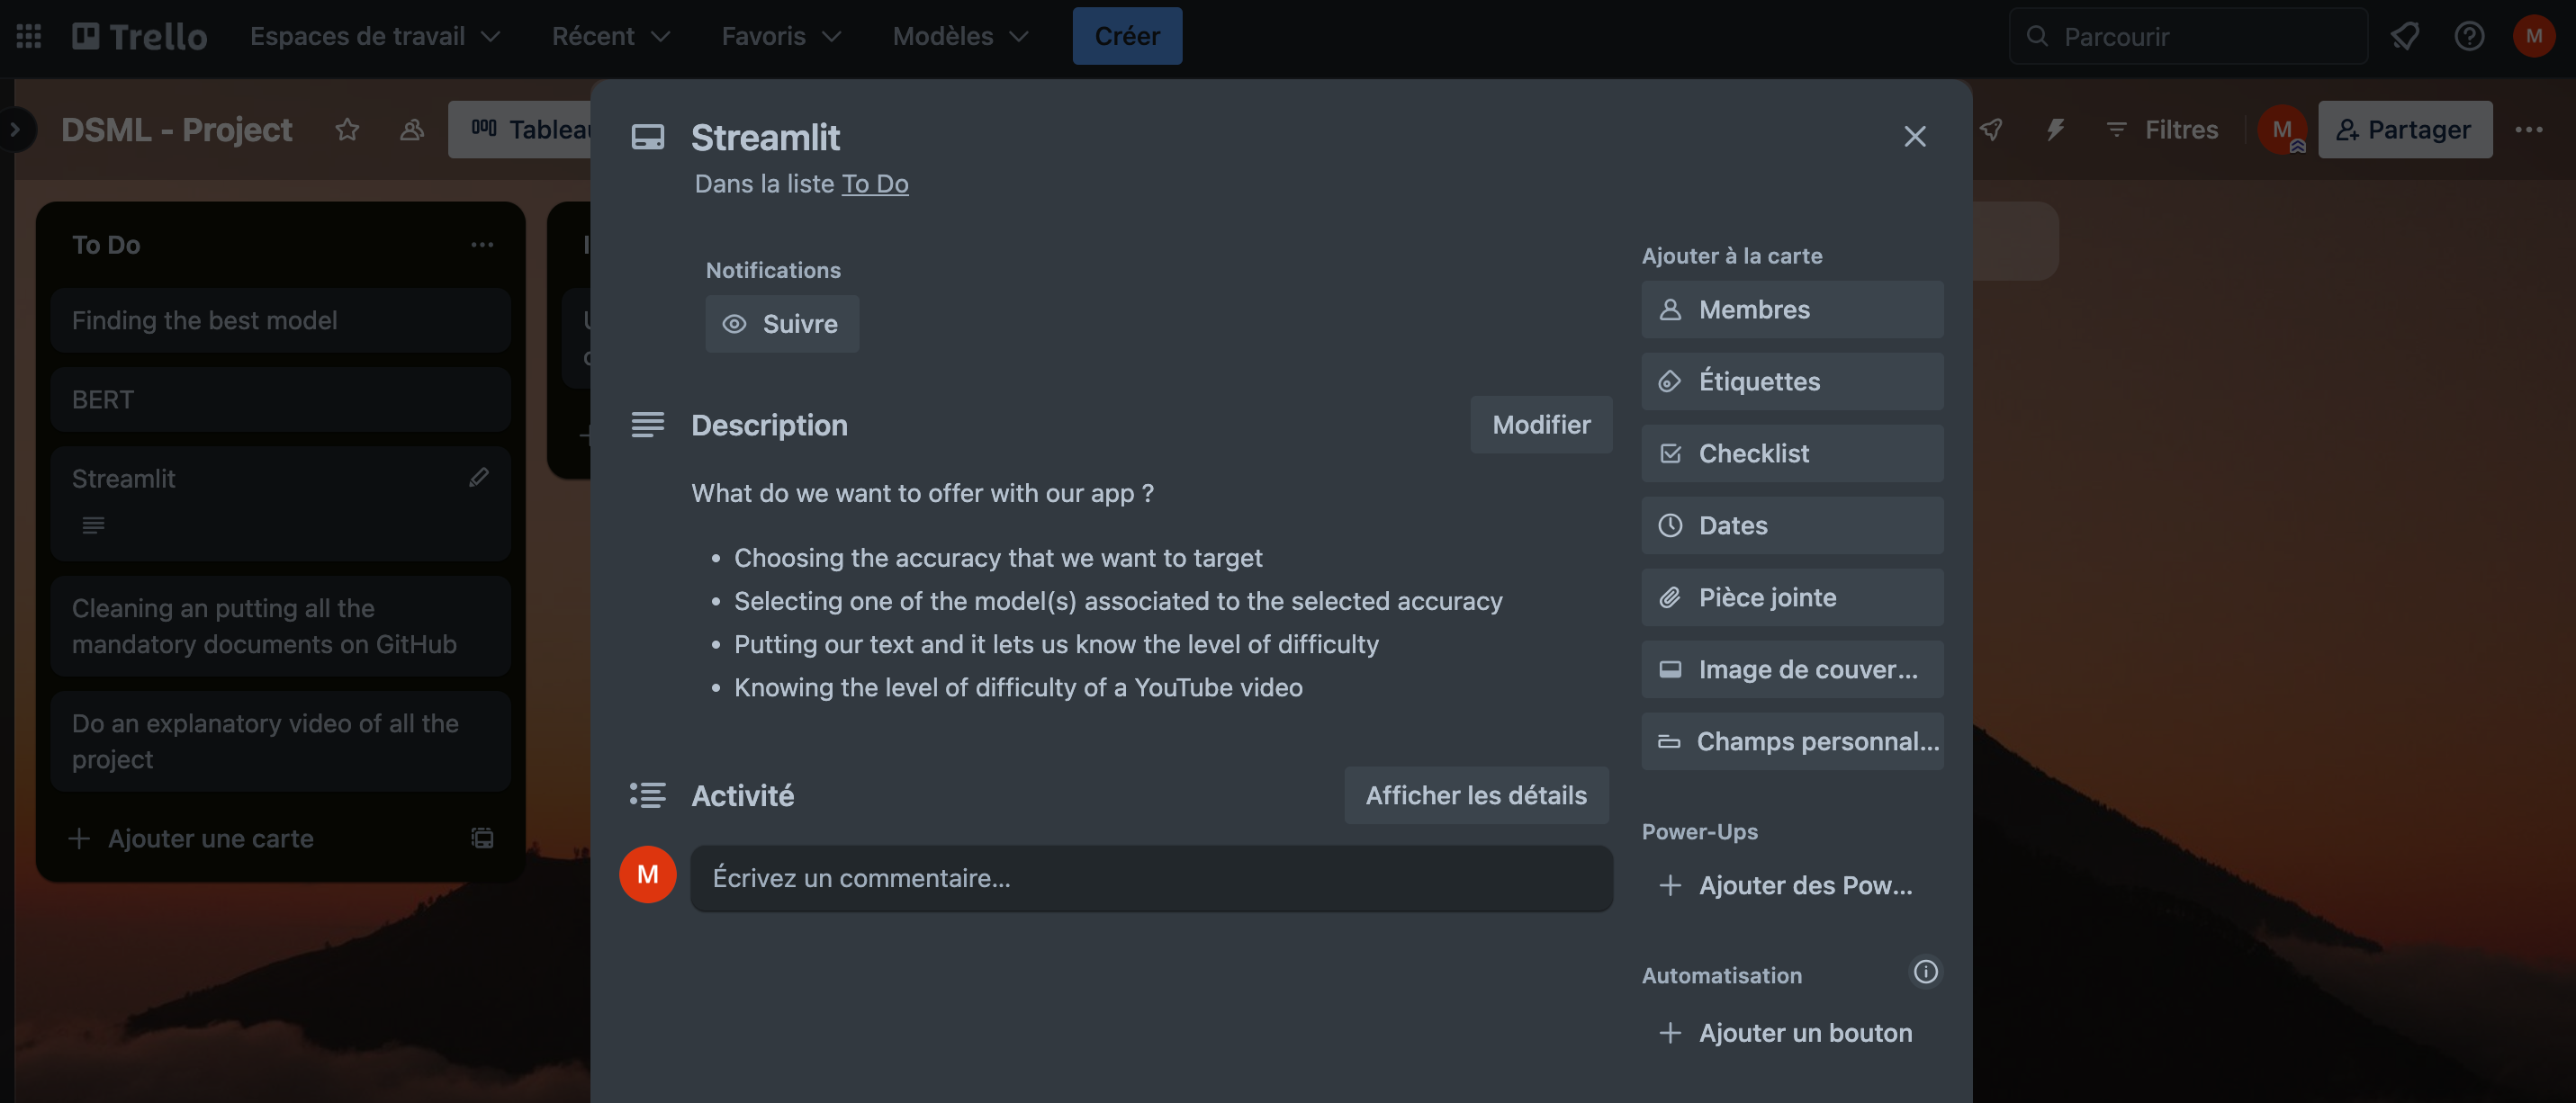 Trello
Espaces de travail
Récent
Favoris
Modèles
Créer
Parcourir
M
DSML - Project
Filtres
M
Partager
To Do
Finding the best model
BERT
Streamlit
Cleaning an putting all the
mandatory documents on GitHub
Do an explanatory video of all the
project
Ajouter une carte
Streamlit
Dans la liste To Do
Notifications
Suivre
Description
Modifier
What do we want to offer with our app ?
• Choosing the accuracy that we want to target
• Selecting one of the model(s) associated to the selected accuracy
• Putting our text and it lets us know the level of difficulty
• Knowing the level of difficulty of a YouTube video
Activité
Afficher les détails
M
Écrivez un commentaire...
Ajouter à la carte
Membres
Étiquettes
Checklist
Dates
Pièce jointe
Image de couver...
Champs personnal...
Power-Ups
Ajouter des Pow...
Automatisation
Ajouter un bouton